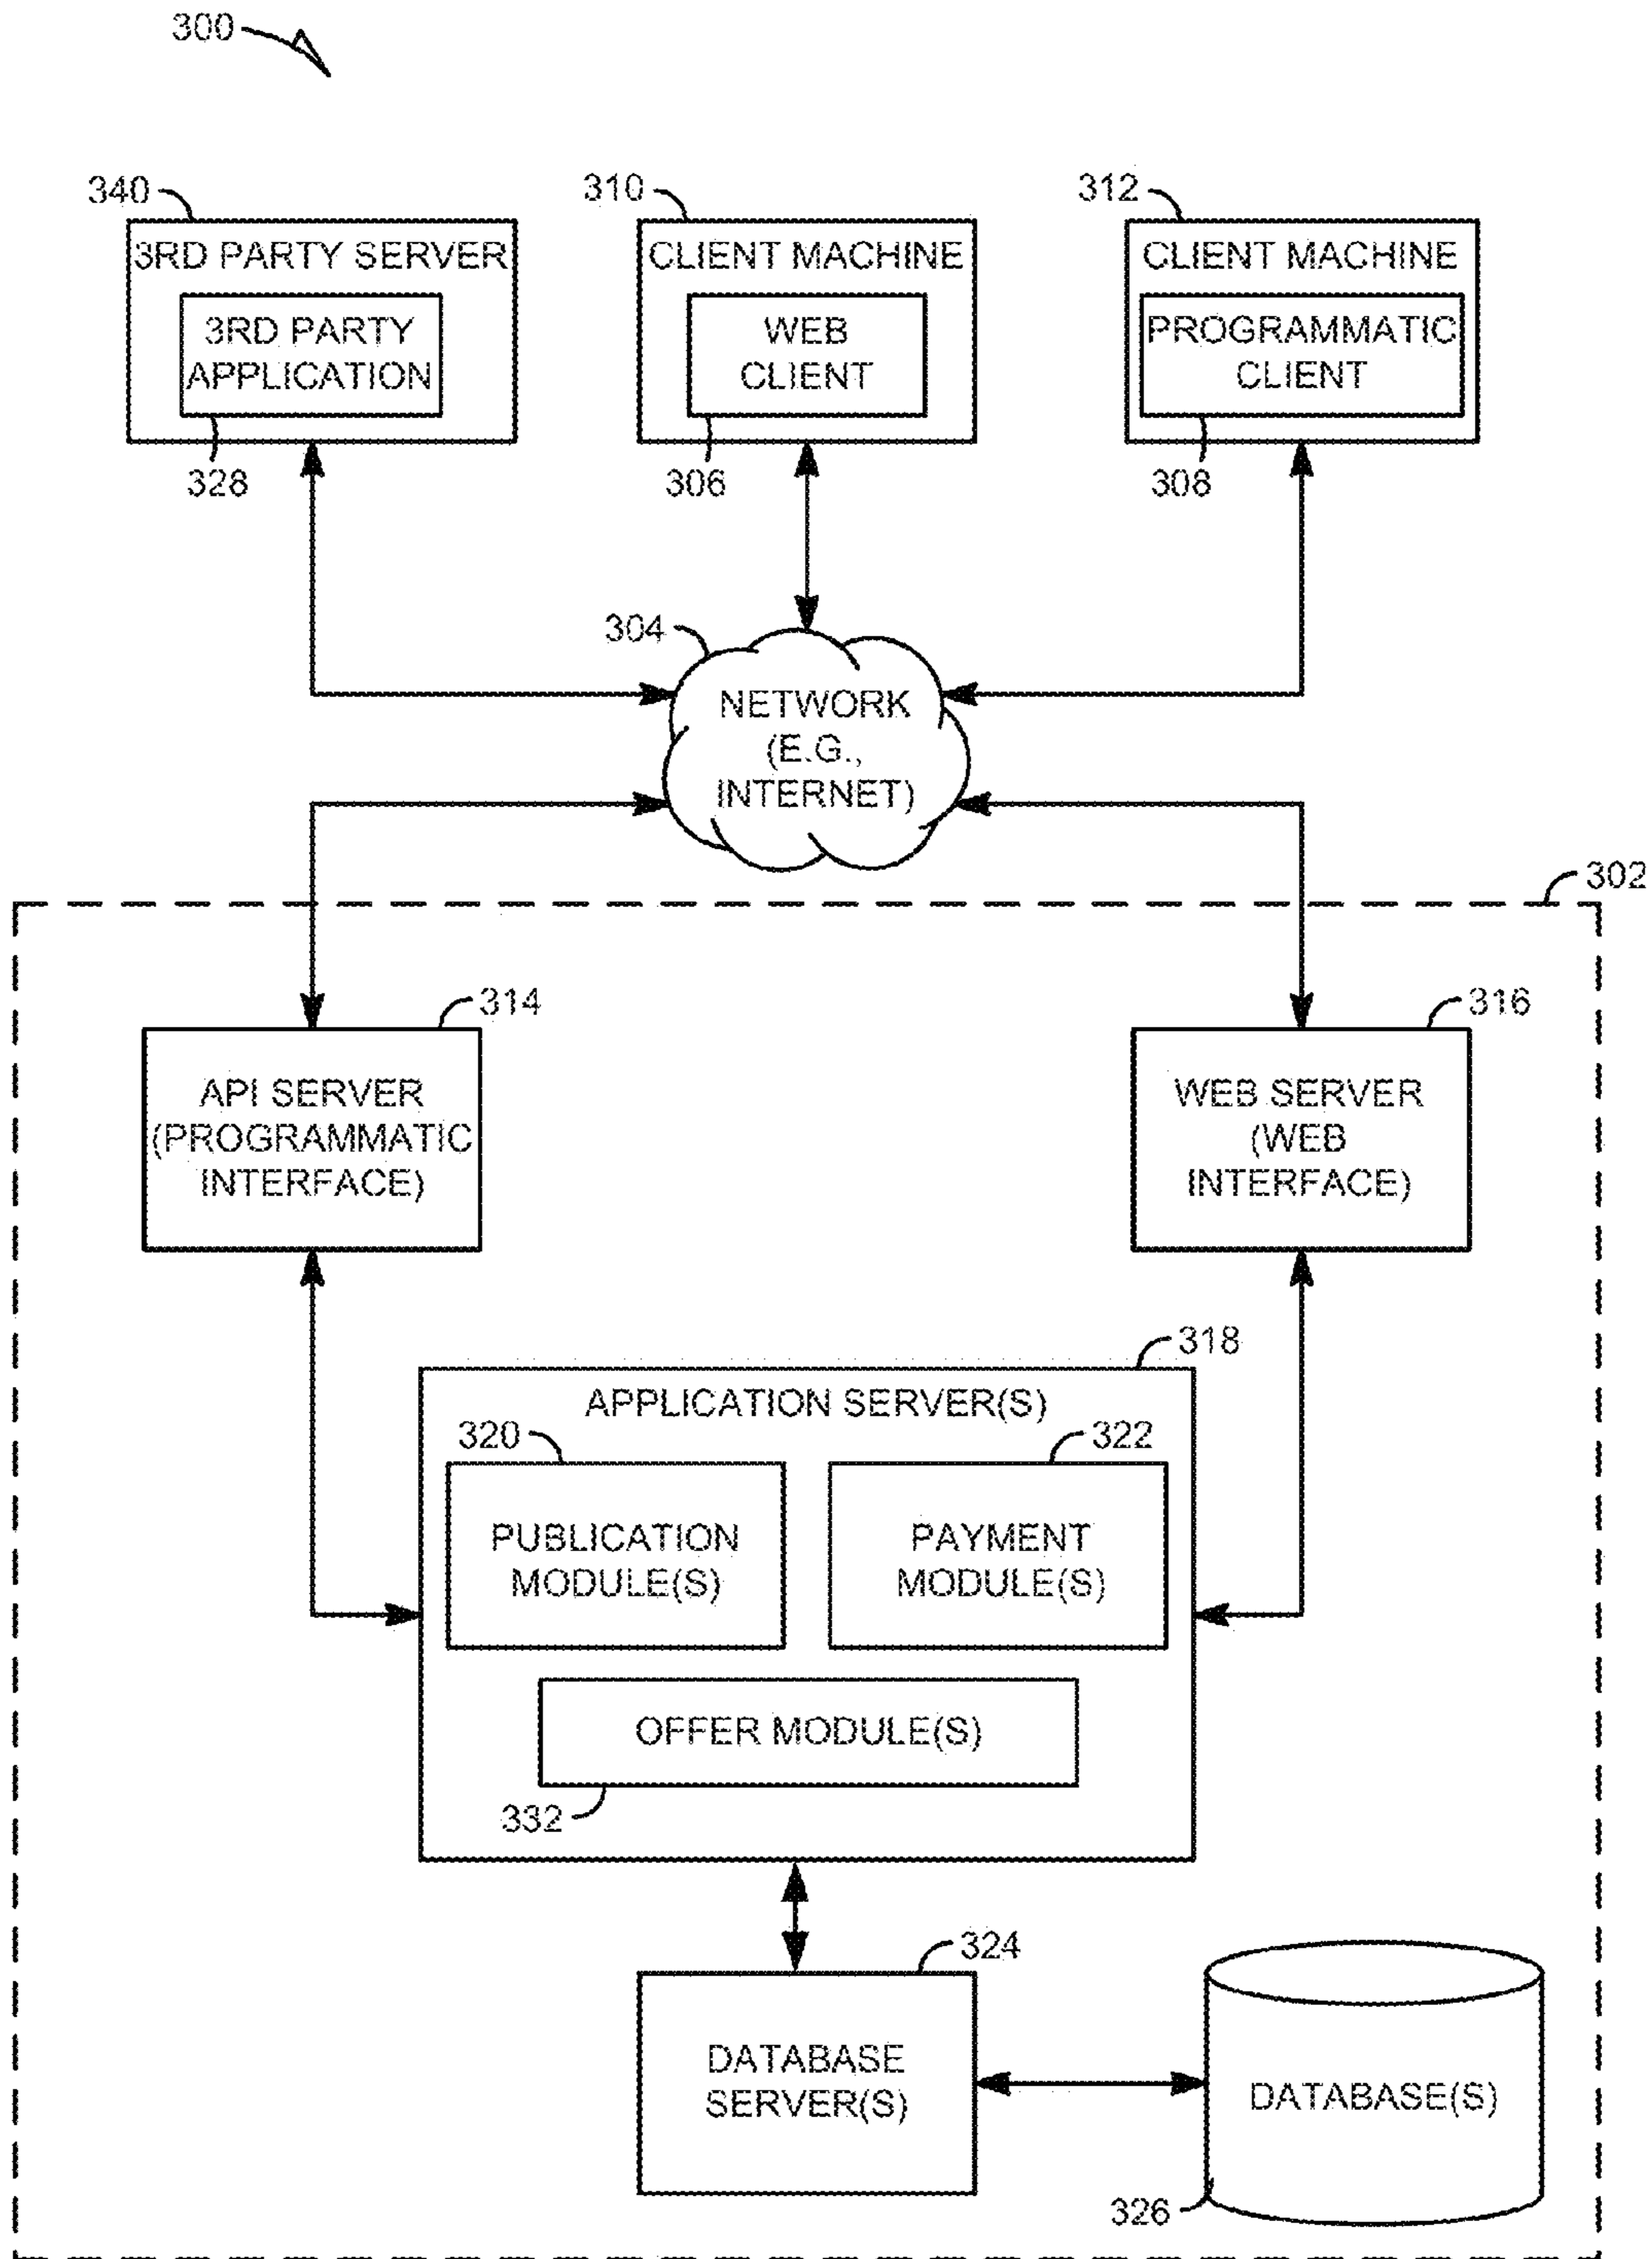 300
340
310
312
3RD PARTY SERVER
CLIENT MACHINE
CLIENT MACHINE
3RD PARTY
APPLICATION
WEB
CLIENT
PROGRAMMATIC
CLIENT
328
306
308
304
NETWORK
(E.G.,
INTERNET)
302
314
316
API SERVER
(PROGRAMMATIC
INTERFACE)
WEB SERVER
(WEB
INTERFACE)
318
APPLICATION SERVER(S)
320
322
PUBLICATION
MODULE(S)
PAYMENT
MODULE(S)
OFFER MODULE(S)
332
324
DATABASE
SERVER(S)
DATABASE(S)
326